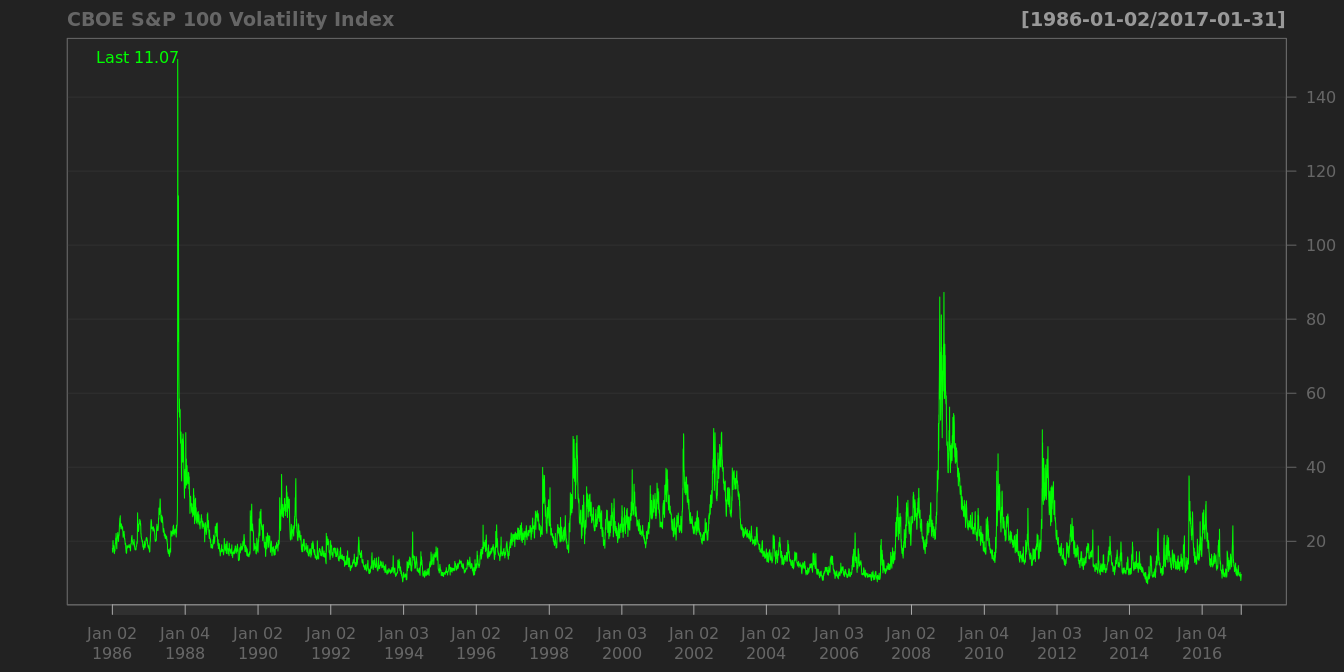 CBOE S&P 100 Volatility Index
[1986-01-02/2017-01-31]
Last 11.07
140
120
100
80
60
40
20
Jan 02 Jan 04 Jan 02 Jan 02 Jan 03 Jan 02 Jan 02 Jan 03 Jan 02 Jan 02 Jan 03 Jan 02 Jan 04 Jan 03 Jan 02 Jan 04
1986 1988 1990 1992 1994 1996 1998 2000 2002 2004 2006 2008 2010 2012 2014 2016